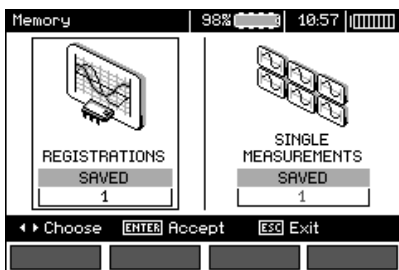 Memory 98% 10:57
REGISTRATIONS
SAVED
1
SINGLE
MEASUREMENTS
SAVED
1
Choose ENTER Accept ESC Exit